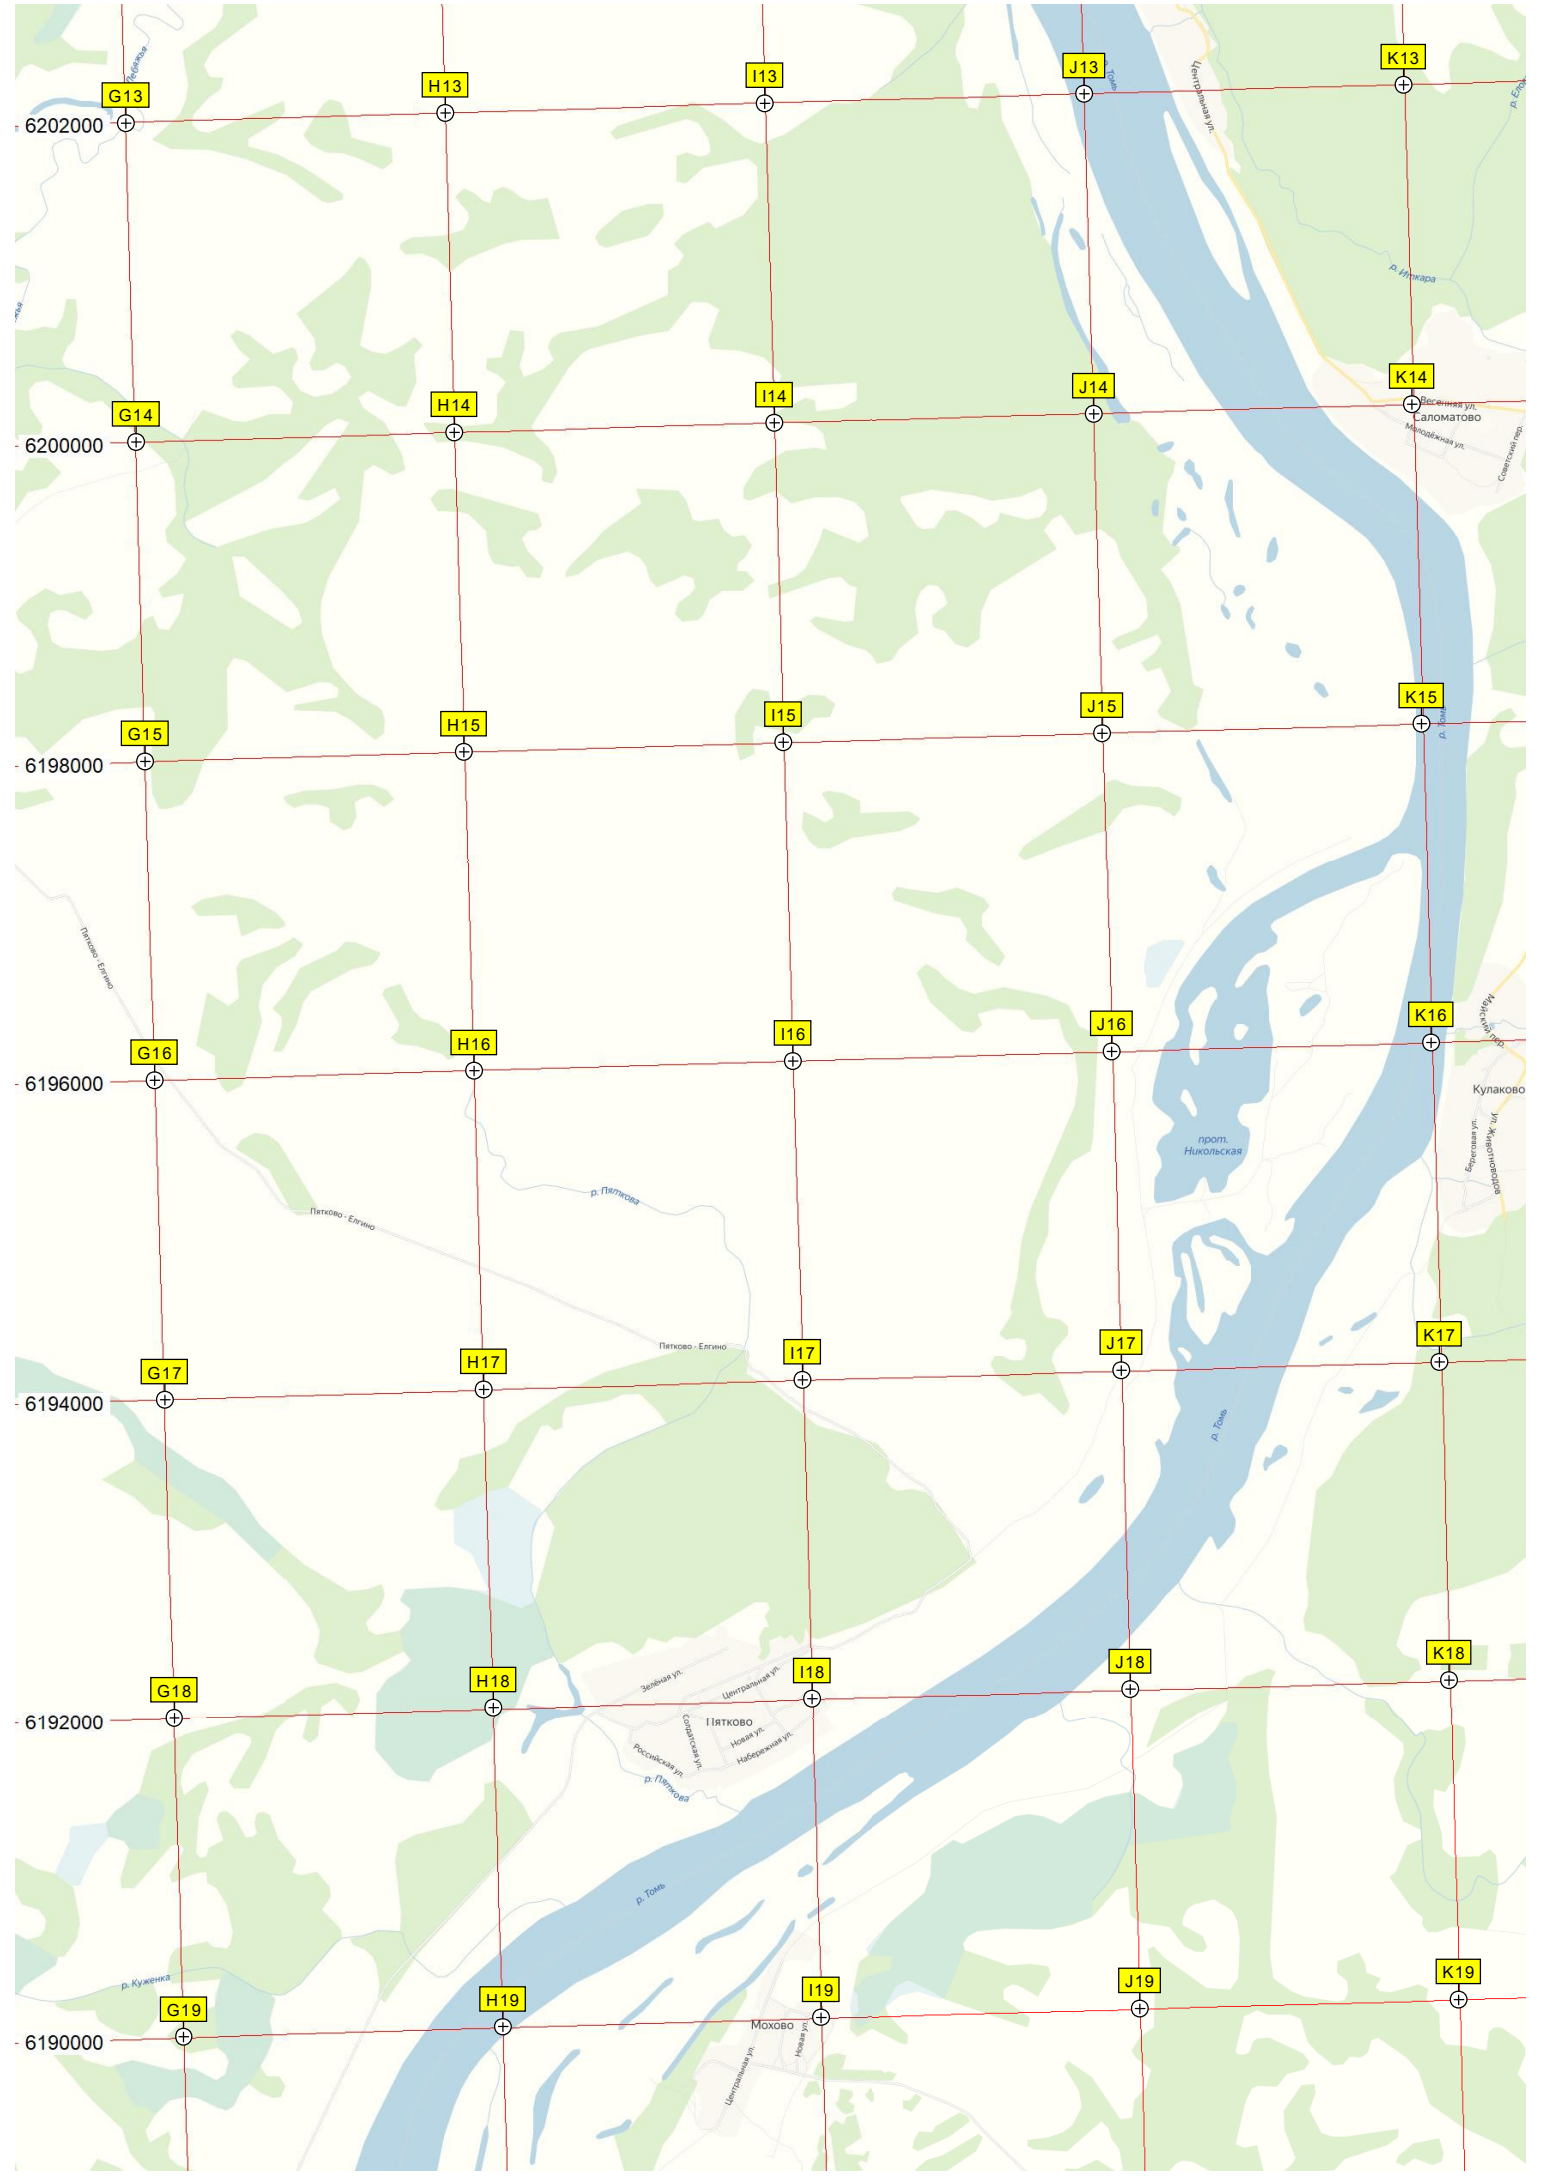 Лебяжья
р. Томь
Центральная ул.
G13
H13
I13
J13
K13
6202000
р. Иткара
G14
H14
I14
J14
K14
6200000
Весенняя ул.
Саломатово
Молодёжная ул.
Советский пер.
G15
H15
I15
J15
K15
6198000
р. Томь
Пятково - Елгино
G16
H16
I16
J16
K16
6196000
Майский пер.
Кулаково
Береговая ул.
ул. Животноводов
прот.
Никольская
р. Пяткова
Пятково - Елгино
Пятково - Елгино
G17
H17
I17
J17
K17
6194000
р. Томь
G18
H18
I18
J18
K18
6192000
Зелёная ул.
Центральная ул.
Пятково
Солдатская ул.
Новая ул.
Набережная ул.
Российская ул.
р. Пяткова
р. Томь
р. Куженка
G19
H19
I19
J19
K19
6190000
Мохово
Новая ул.
Центральная ул.